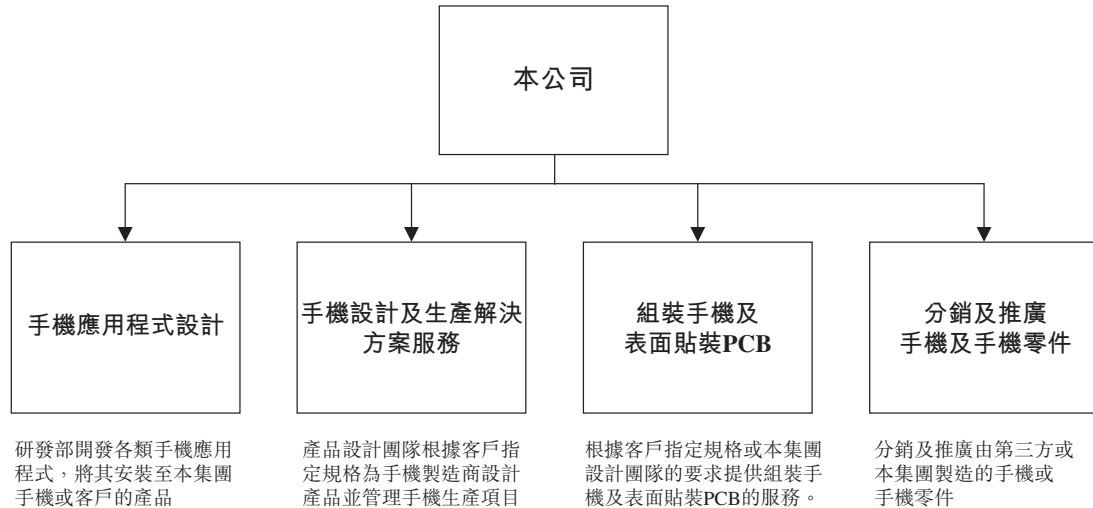 本公司
手機應用程式設計
手機設計及生產解決
方案服務
組裝手機及
表面貼裝PCB
分銷及推廣
手機及手機零件
研發部開發各類手機應用
程式，將其安裝至本集團
手機或客戶的產品
產品設計團隊根據客戶指
定規格為手機製造商設計
產品並管理手機生產項目
根據客戶指定規格或本集團
設計團隊的要求提供組裝手
機及表面貼裝PCB的服務。
分銷及推廣由第三方或
本集團製造的手機或
手機零件